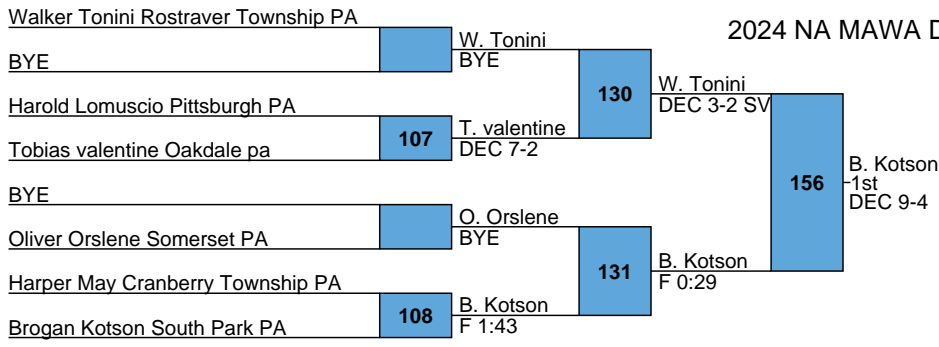 Walker Tonini Rostraver Township PA
BYE
Harold Lomuscio Pittsburgh PA
107
Tobias valentine Oakdale pa
BYE
Oliver Orslene Somerset PA
Harper May Cranberry Township PA
108
Brogan Kotson South Park PA
W. Tonini
BYE
130
T. valentine
DEC 7-2
O. Orslene
BYE
131
B. Kotson
F 1:43
2024 NA MAWA D
W. Tonini
DEC 3-2 SV
156
B. Kotson
F 0:29
B. Kotson
1st
DEC 9-4